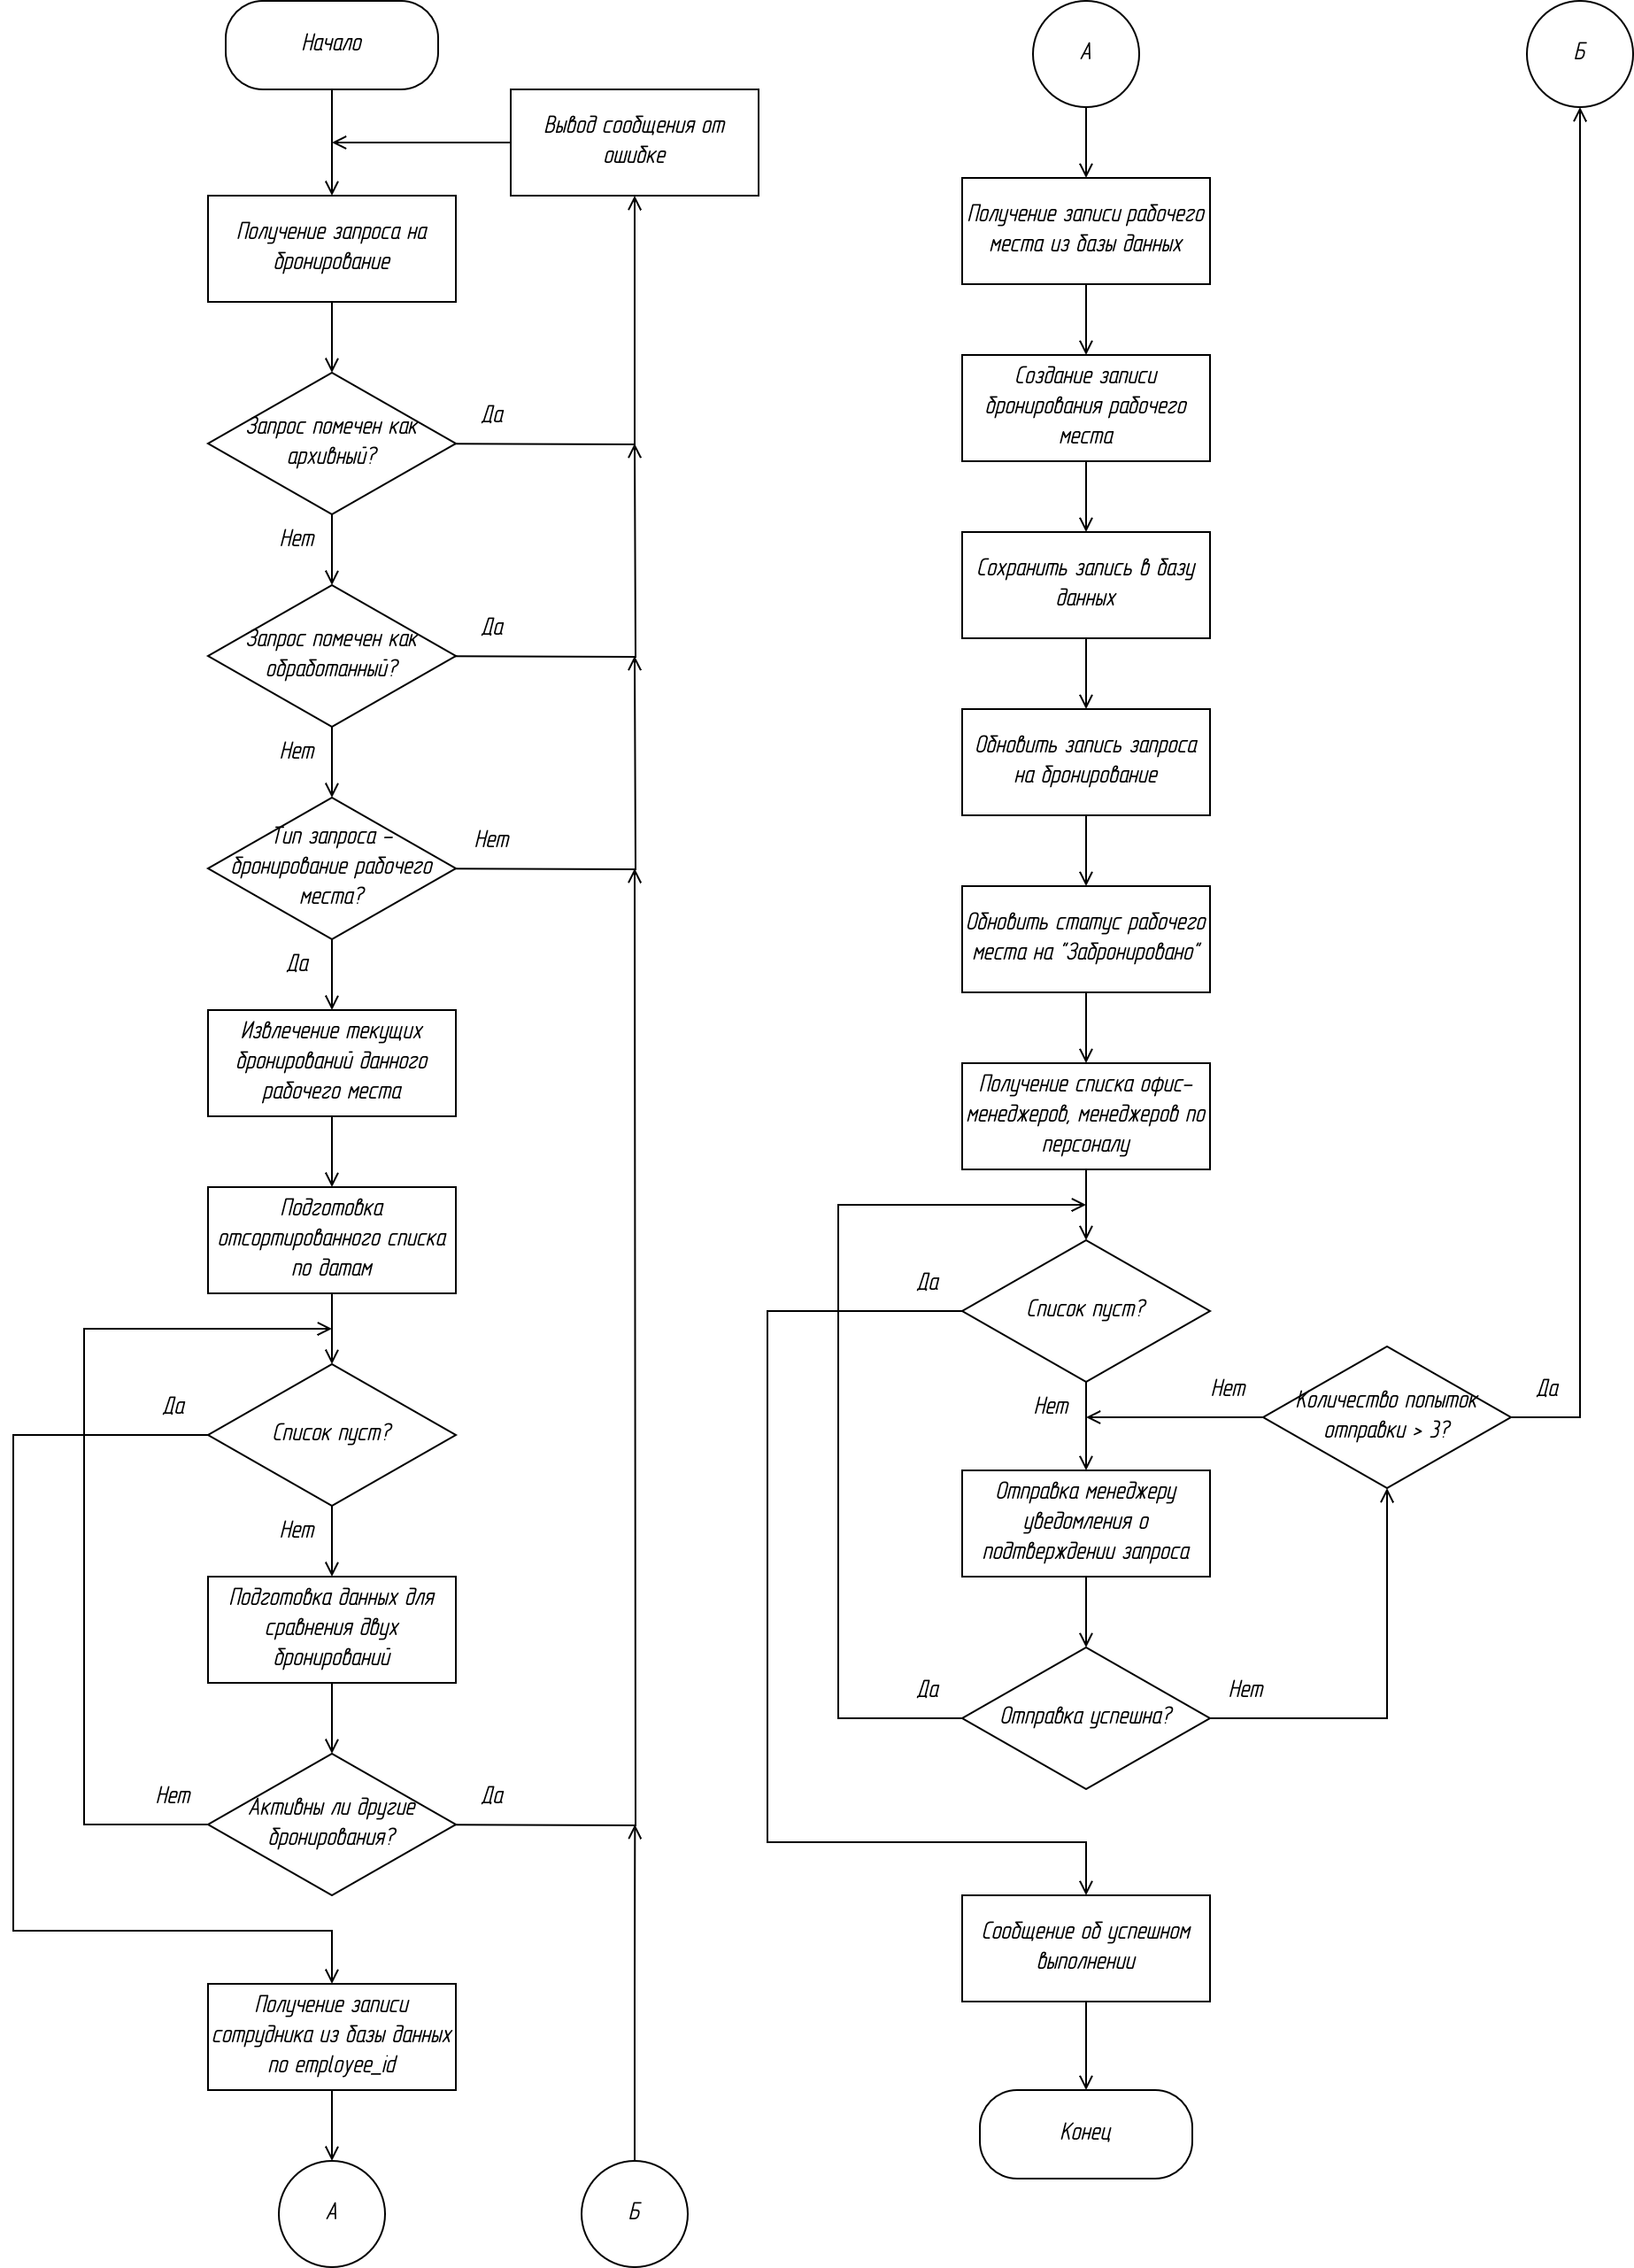 Начало
Вывод сообщения от
ошибке
Получение запроса на
бронирование
Запрос помечен как
архивный?
Да
Нет
Запрос помечен как
обработанный?
Да
Нет
Тип запроса -
бронирование рабочего
места?
Нет
Да
Извлечение текущих
бронирований данного
рабочего места
Подготовка
отсортированного списка
по датам
Да
Список пуст?
Нет
Подготовка данных для
сравнения двух
бронирований
Нет
Активны ли другие
бронирования?
Да
Получение записи
сотрудника из базы данных
по employee_id
А
Б
А
Б
Получение записи рабочего
места из базы данных
Создание записи
бронирования рабочего
места
Сохранить запись в базу
данных
Обновить запись запроса
на бронирование
Обновить статус рабочего
места на "Забронировано"
Получение списка офис-
менеджеров, менеджеров по
персоналу
Да
Список пуст?
Нет
Нет
Количество попыток
отправки > 3?
Да
Отправка менеджеру
уведомления о
подтверждении запроса
Да
Отправка успешна?
Нет
Сообщение об успешном
выполнении
Конец